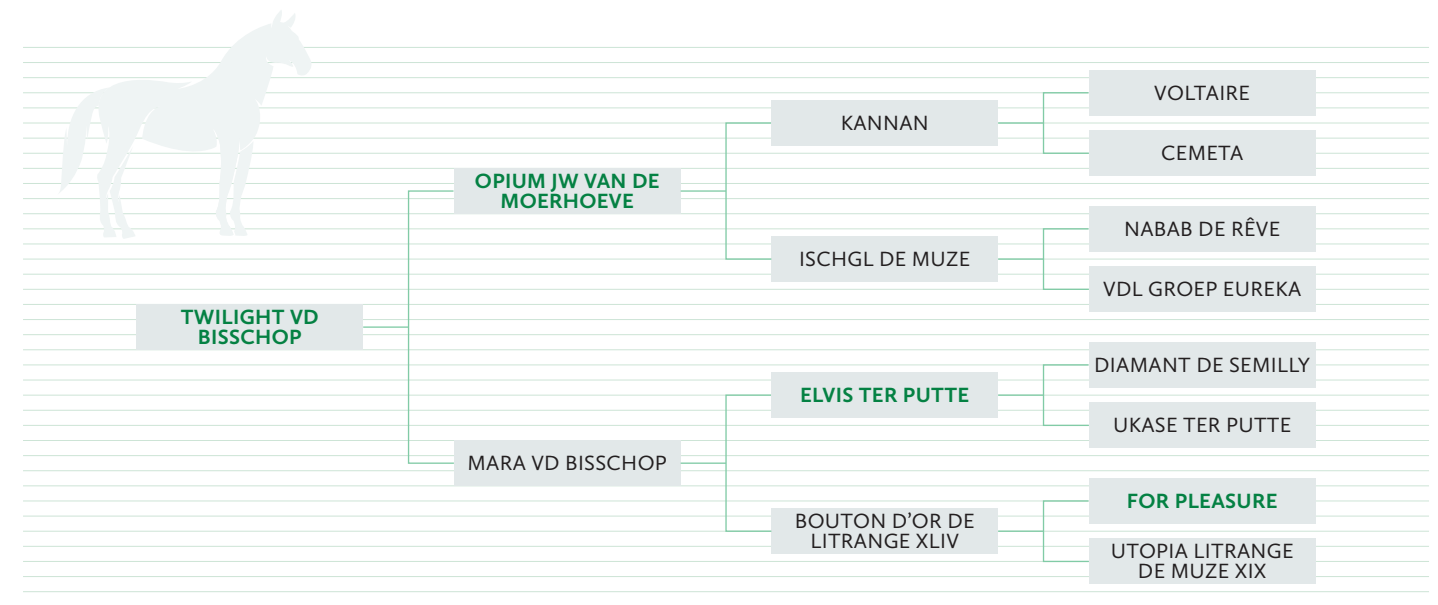 VOLTAIRE
KANNAN
CEMETA
OPIUM JW VAN DE
MOERHOEVE
NABAB DE RÊVE
ISCHGL DE MUZE
VDL GROEP EUREKA
TWILIGHT VD
BISSCHOP
DIAMANT DE SEMILLY
ELVIS TER PUTTE
UKASE TER PUTTE
MARA VD BISSCHOP
FOR PLEASURE
BOUTON D’OR DE
LITRANGE XLIV
UTOPIA LITRANGE
DE MUZE XIX